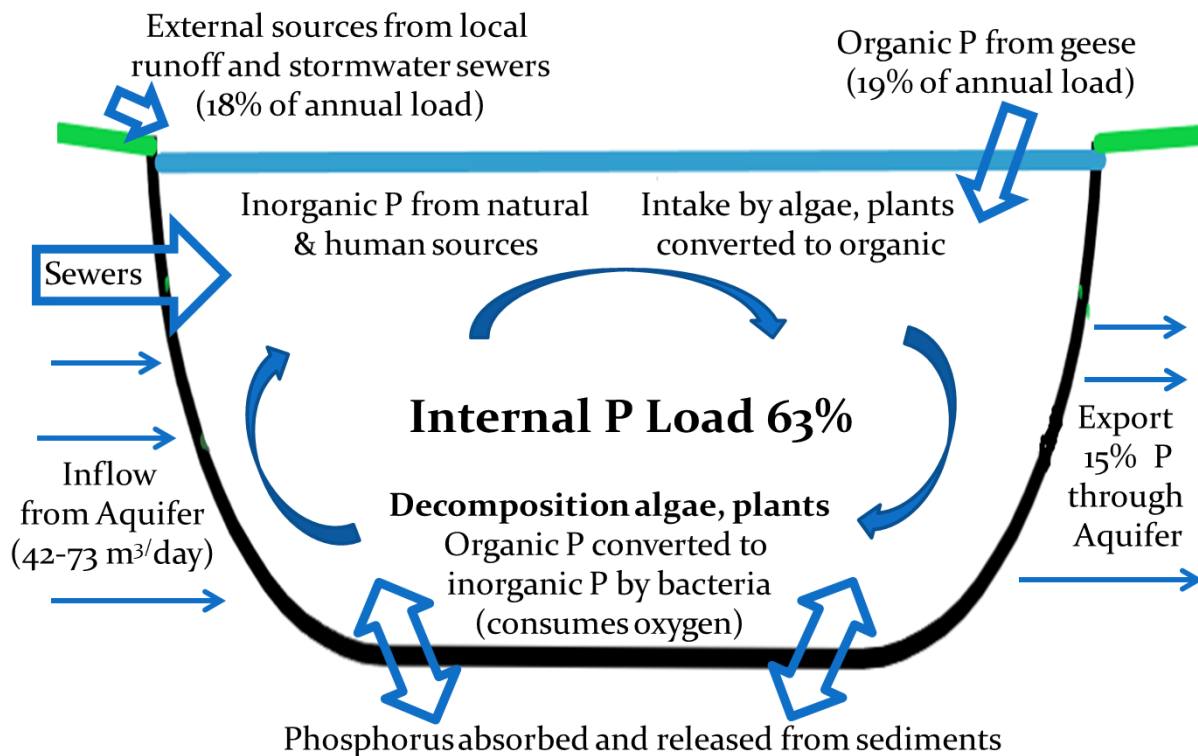 External sources from local
runoff and stormwater sewers
(18% of annual load)
Organic P from geese
(19% of annual load)
Inorganic P from natural
& human sources
Intake by algae, plants
converted to organic
Sewers
Internal P Load 63%
Inflow
from Aquifer
(42-73 m³/day)
Export
15% P
through
Aquifer
Decomposition algae, plants
Organic P converted to
inorganic P by bacteria
(consumes oxygen)
Phosphorus absorbed and released from sediments